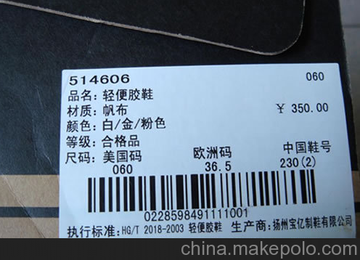 514606 060
品名: 轻便胶鞋
材质: 帆布 ￥ 350.00
颜色: 白/金/粉色
等级: 合格品
尺码: 美国码 欧洲码 中国鞋号
060 36.5 230(2)
0228598491111001
执行标准: HG/T 2018-2003 轻便胶鞋 生产商: 扬州宝亿制鞋有限公司
china.makepolo.com